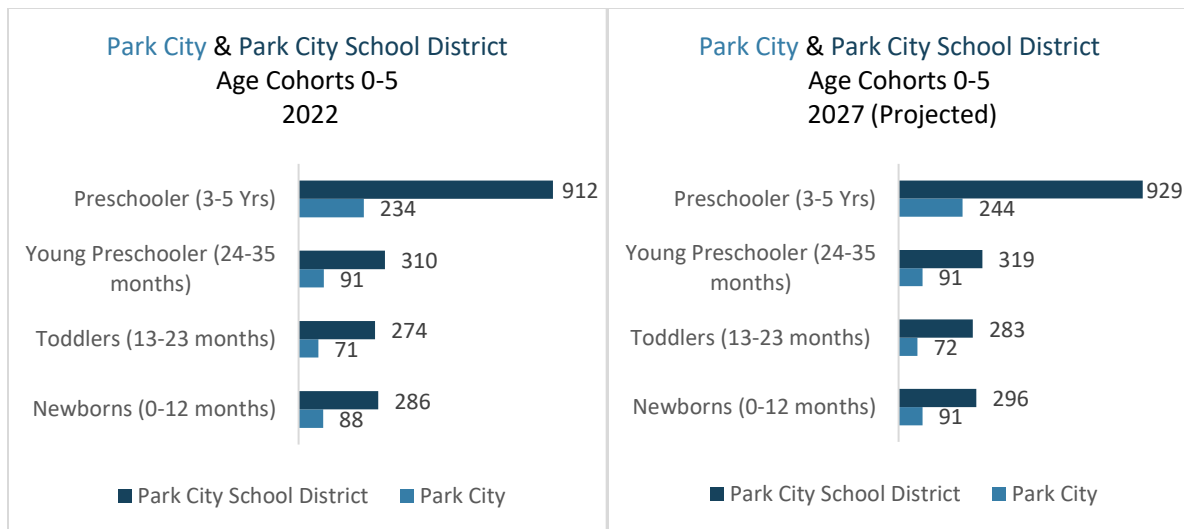 Park City & Park City School District
Age Cohorts 0-5
2022
Preschooler (3-5 Yrs)
912
234
Young Preschooler (24-35
months)
310
91
Toddlers (13-23 months)
274
71
Newborns (0-12 months)
286
88
Park City School District
Park City
Park City & Park City School District
Age Cohorts 0-5
2027 (Projected)
Preschooler (3-5 Yrs)
929
244
Young Preschooler (24-35
months)
319
91
Toddlers (13-23 months)
283
72
Newborns (0-12 months)
296
91
Park City School District
Park City